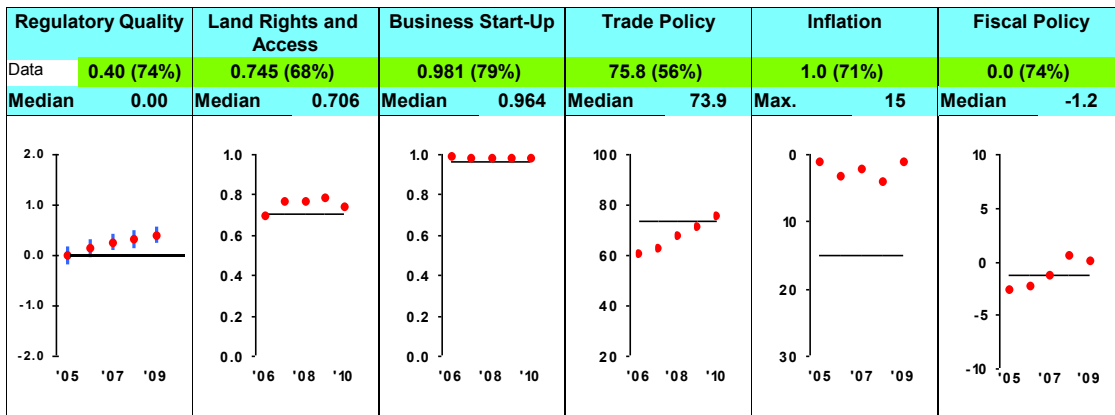 Regulatory Quality
Data 0.40 (74%)
Median 0.00
2.0
1.0
0.0
-1.0
-2.0
'05 '07 '09
Land Rights and
Access
0.745 (68%)
Median 0.706
1.0
0.8
0.6
0.4
0.2
0.0
'06 '08 '10
Business Start-Up
0.981 (79%)
Median 0.964
1.0
0.8
0.6
0.4
0.2
0.0
'06 '08 '10
Trade Policy
75.8 (56%)
Median 73.9
100
80
60
40
20
'06 '08 '10
Inflation
1.0 (71%)
Max. 15
0
10
20
30
'05 '07 '09
Fiscal Policy
0.0 (74%)
Median -1.2
10
5
0
-5
-10
'05 '07 '09